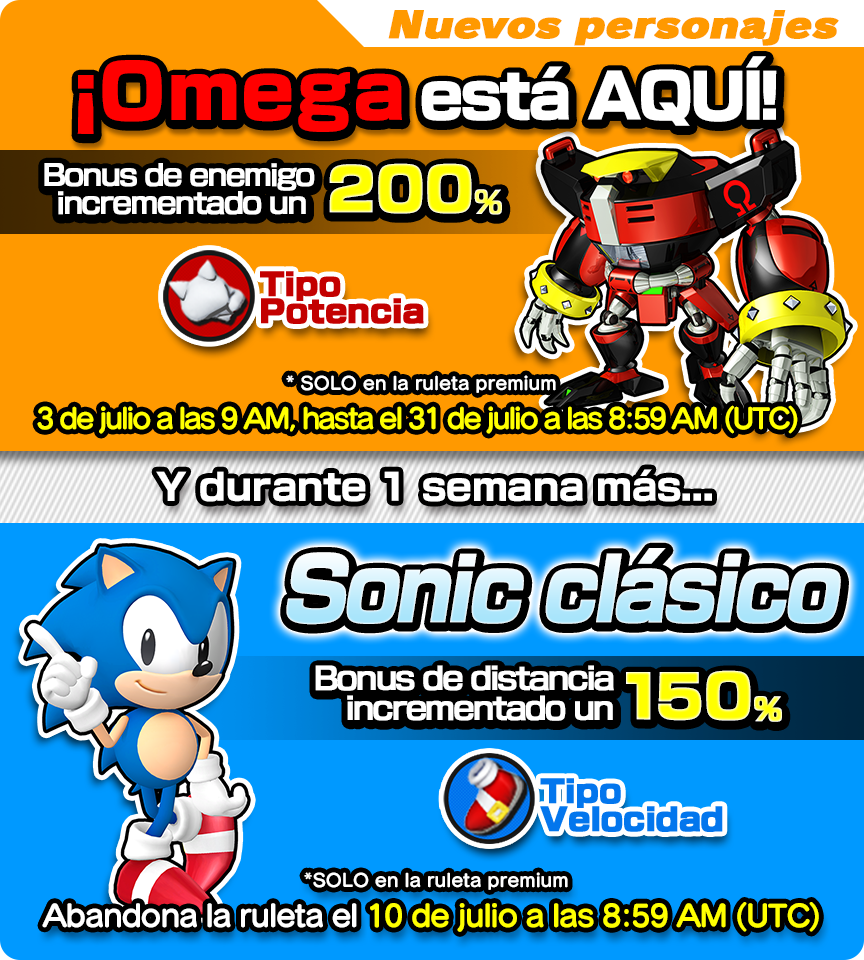 Nuevos personajes
¡Omega está AQUÍ!
Bonus de enemigo
incrementado un 200%
Tipo
Potencia
* SOLO en la ruleta premium
3 de julio a las 9 AM, hasta el 31 de julio a las 8:59 AM (UTC)
Y durante 1 semana más...
Sonic clásico
Bonus de distancia
incrementado un 150%
Tipo
Velocidad
*SOLO en la ruleta premium
Abandona la ruleta el 10 de julio a las 8:59 AM (UTC)